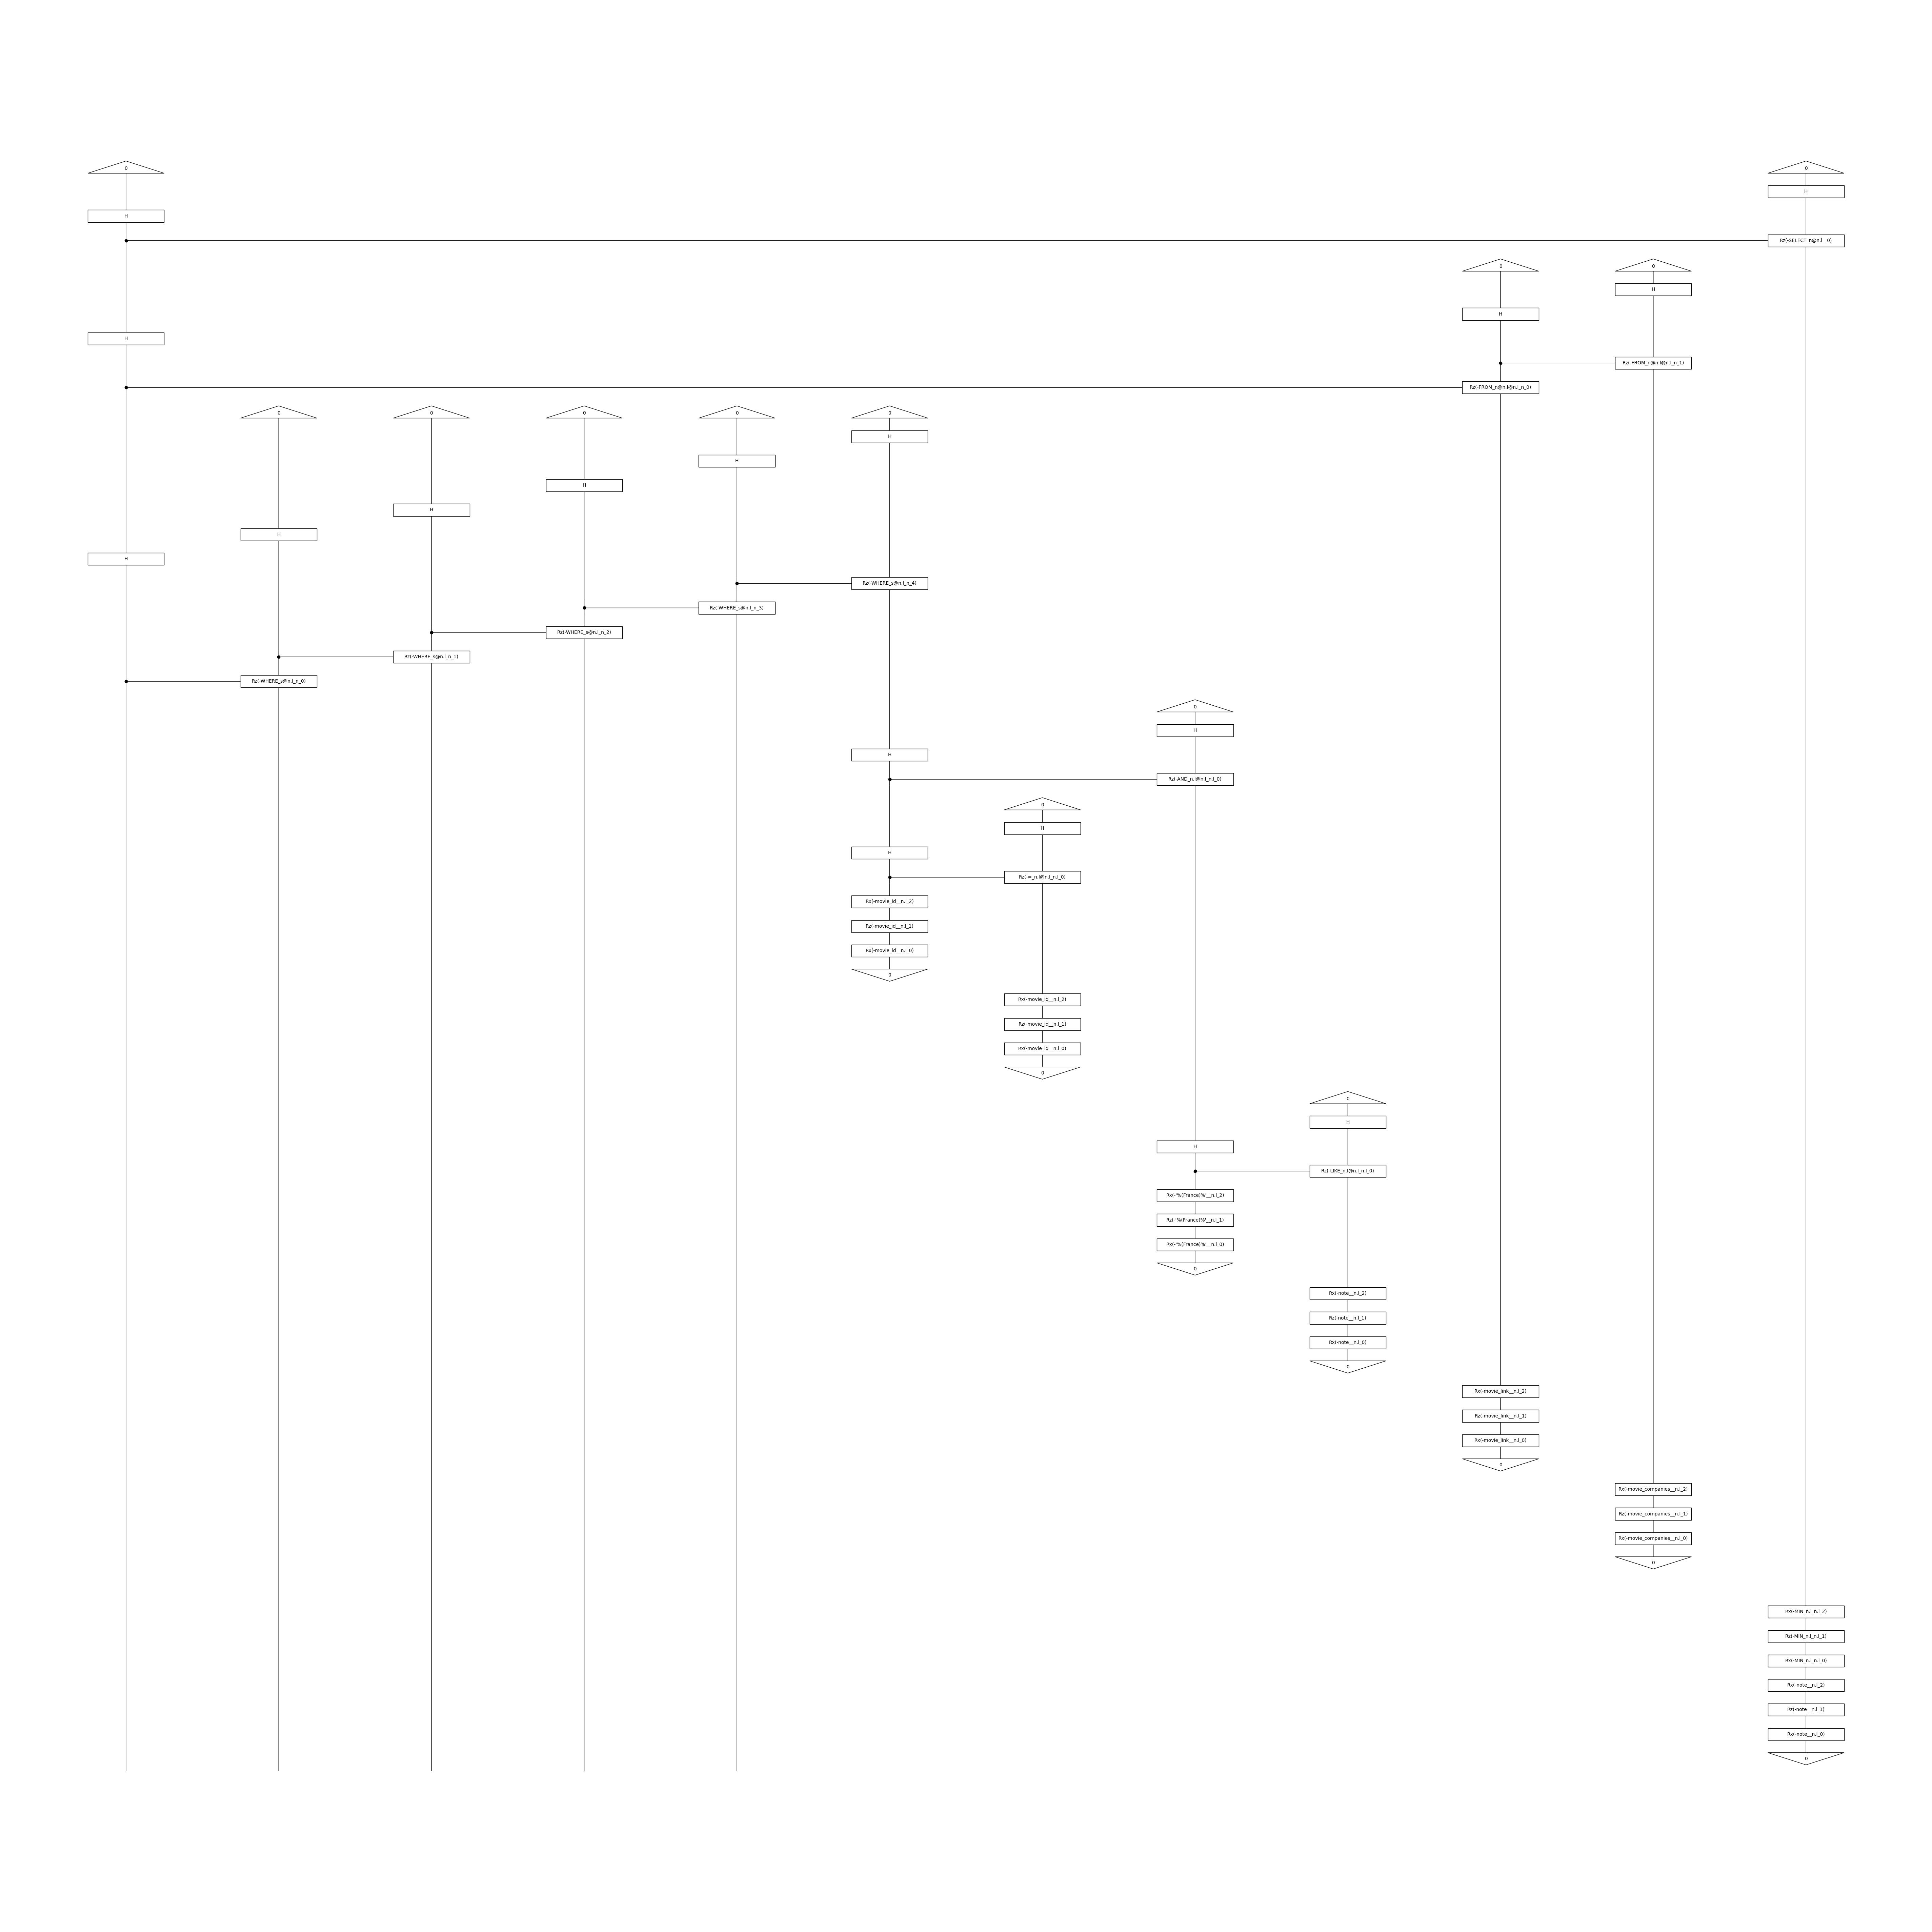 0 0
H
H
Rz(-SELECT_n@n.l__0)
0 0
H
H
H
Rz(-FROM_n@n.l@n.l_n_1)
Rz(-FROM_n@n.l@n.l_n_0)
0 0 0 0 0
H
H
H
H
H
H
Rz(-WHERE_s@n.l_n_4)
Rz(-WHERE_s@n.l_n_3)
Rz(-WHERE_s@n.l_n_2)
Rz(-WHERE_s@n.l_n_1)
Rz(-WHERE_s@n.l_n_0)
0
H
H
Rz(-AND_n.l@n.l_n.l_0)
0
H
H
Rz(-=_n.l@n.l_n.l_0)
Rx(-movie_id__n.l_2)
Rz(-movie_id__n.l_1)
Rx(-movie_id__n.l_0)
0
Rx(-movie_id__n.l_2)
Rz(-movie_id__n.l_1)
Rx(-movie_id__n.l_0)
0
0
H
H
Rz(-LIKE_n.l@n.l_n.l_0)
Rx(-'%(France)%'__n.l_2)
Rz(-'%(France)%'__n.l_1)
Rx(-'%(France)%'__n.l_0)
0
Rx(-note__n.l_2)
Rz(-note__n.l_1)
Rx(-note__n.l_0)
0
Rx(-movie_link__n.l_2)
Rz(-movie_link__n.l_1)
Rx(-movie_link__n.l_0)
0
Rx(-movie_companies__n.l_2)
Rz(-movie_companies__n.l_1)
Rx(-movie_companies__n.l_0)
0
Rx(-MIN_n.l_n.l_2)
Rz(-MIN_n.l_n.l_1)
Rx(-MIN_n.l_n.l_0)
Rx(-note__n.l_2)
Rz(-note__n.l_1)
Rx(-note__n.l_0)
0